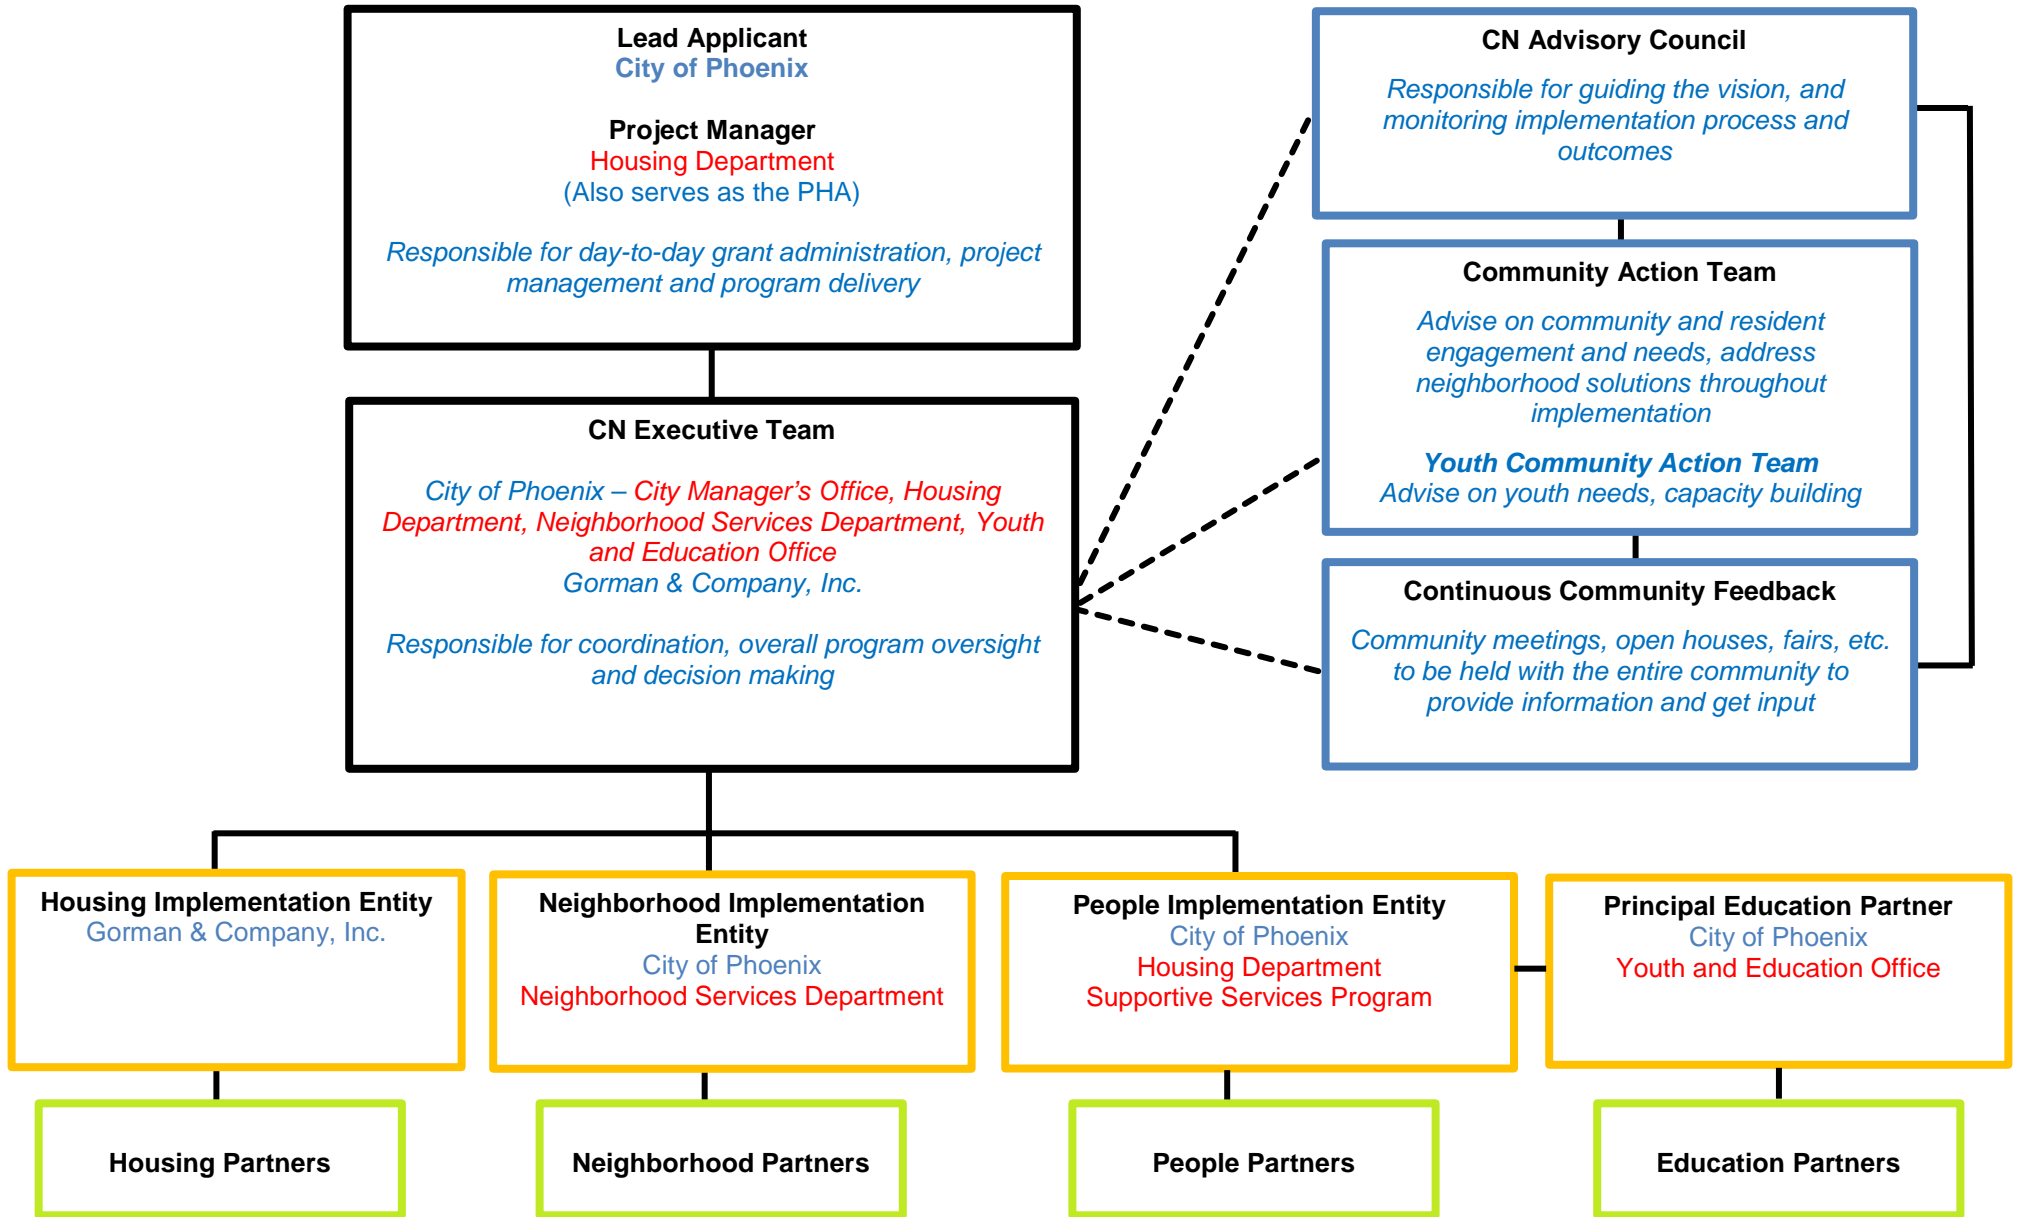 Lead Applicant
City of Phoenix
Project Manager
Housing Department
(Also serves as the PHA)
Responsible for day-to-day grant administration, project
management and program delivery
CN Advisory Council
Responsible for guiding the vision, and
monitoring implementation process and
outcomes
Community Action Team
Advise on community and resident
engagement and needs, address
neighborhood solutions throughout
implementation
Youth Community Action Team
Advise on youth needs, capacity building
CN Executive Team
City of Phoenix – City Manager's Office, Housing
Department, Neighborhood Services Department, Youth
and Education Office
Gorman & Company, Inc.
Responsible for coordination, overall program oversight
and decision making
Continuous Community Feedback
Community meetings, open houses, fairs, etc.
to be held with the entire community to
provide information and get input
Housing Implementation Entity
Gorman & Company, Inc.
Neighborhood Implementation
Entity
City of Phoenix
Neighborhood Services Department
People Implementation Entity
City of Phoenix
Housing Department
Supportive Services Program
Principal Education Partner
City of Phoenix
Youth and Education Office
Housing Partners
Neighborhood Partners
People Partners
Education Partners